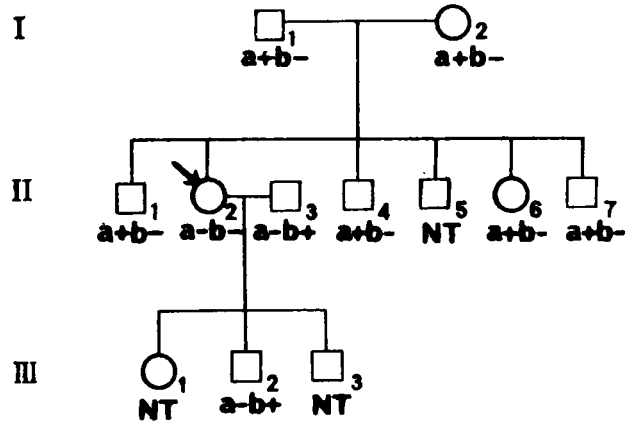 I
1
2
a+b-
a+b-
II
1
2
3
4
5
6
7
a+b-
a-b-
a-b+
a+b-
NT
a+b-
a+b-
III
1
2
3
NT
a-b+
NT